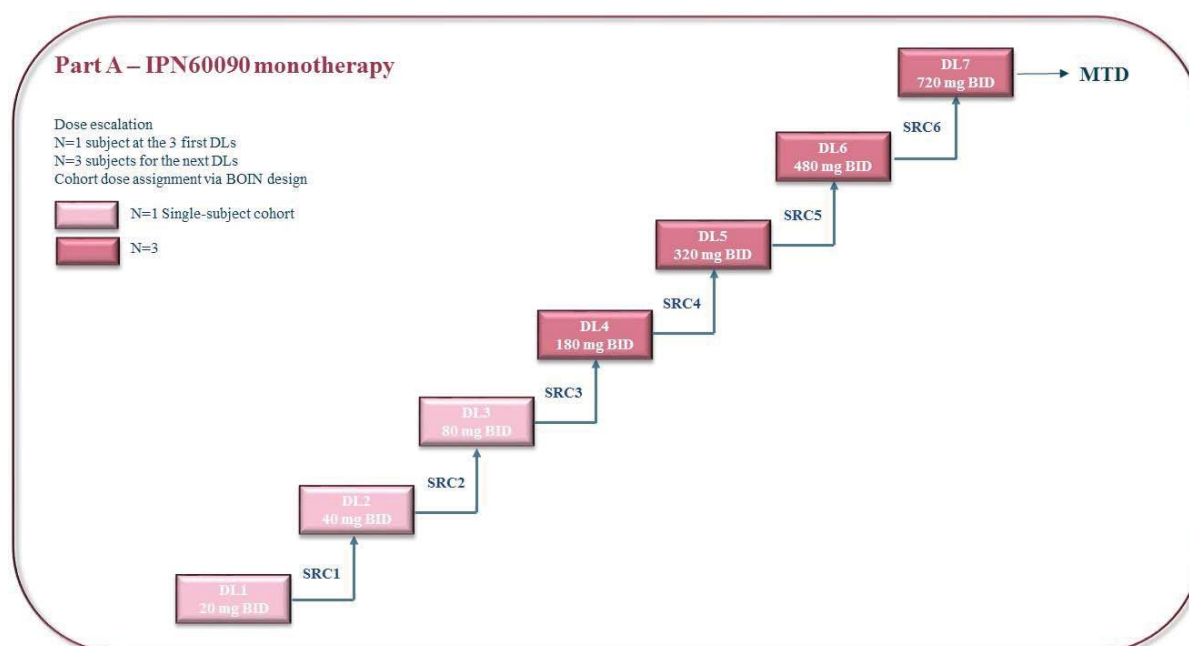 Part A – IPN60090 monotherapy
Dose escalation
N=1 subject at the 3 first DLs
N=3 subjects for the next DLs
Cohort dose assignment via BOIN design
N=1 Single-subject cohort
N=3
DL7
720 mg BID
MTD
SRC6
DL6
480 mg BID
SRC5
DL5
320 mg BID
SRC4
DL4
180 mg BID
SRC3
DL3
80 mg BID
SRC2
DL2
40 mg BID
SRC1
DL1
20 mg BID